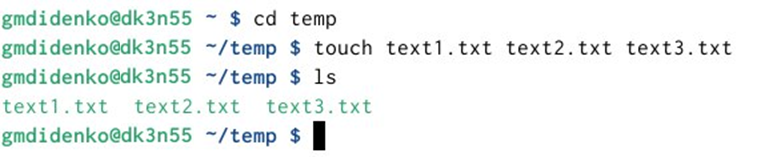 gmdidenko@dk3n55 ~ $ cd temp
gmdidenko@dk3n55 ~/temp $ touch text1.txt text2.txt text3.txt
gmdidenko@dk3n55 ~/temp $ ls
text1.txt  text2.txt  text3.txt
gmdidenko@dk3n55 ~/temp $